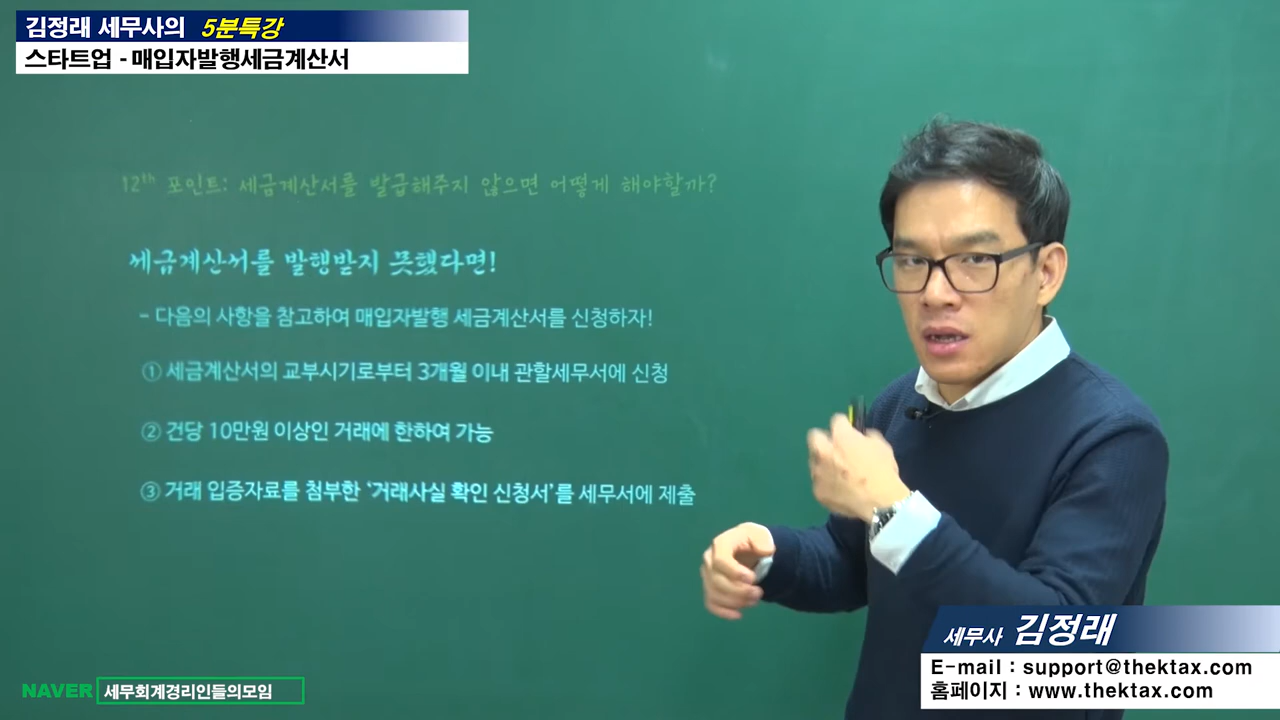 김정래 세무사의 5분특강
스타트업 - 매입자발행세금계산서
12th 포인트: 세금계산서를 발급해주지 않으면 어떻게 해야할까?
세금계산서를 발행받지 못했다면!
- 다음의 사항을 참고하여 매입자발행 세금계산서를 신청하자!
① 세금계산서의 교부시기로부터 3개월 이내 관할세무서에 신청
② 건당 10만원 이상인 거래에 한하여 가능
③ 거래 입증자료를 첨부한 ‘거래사실 확인 신청서’를 세무서에 제출
세무사 김정래
E-mail : support@thektax.com
홈페이지 : www.thektax.com
NAVER 세무회계경리인들의모임